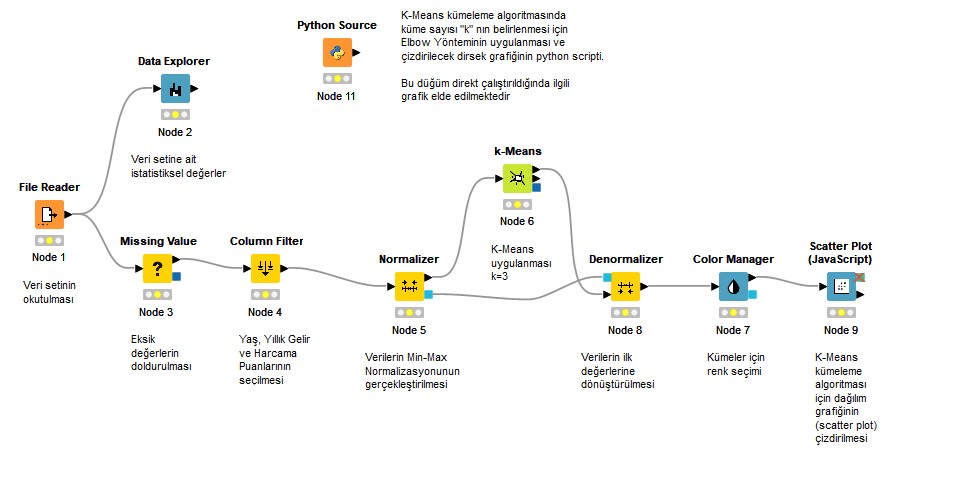 Python Source
Node 11
K-Means kümeleme algoritmasında
küme sayısı "k" nın belirlenmesi için
Elbow Yönteminin uygulanması ve
çizdirilecek dirsek grafiğinin python scripti.
Bu düğüm direkt çalıştırıldığında ilgili
grafik elde edilmektedir
Data Explorer
Node 2
Veri setine ait
istatistiksel değerler
File Reader
Node 1
Veri setinin
okutulması
Missing Value
?
Node 3
Eksik
değerlerin
doldurulması
Column Filter
Node 4
Yaş, Yıllık Gelir
ve Harcama
Puanlarının
seçilmesi
Normalizer
Node 5
Verilerin Min-Max
Normalizasyonunun
gerçekleştirilmesi
k-Means
Node 6
K-Means
uygulanması
k=3
Denormalizer
Node 8
Verilerin ilk
değerlerine
dönüştürülmesi
Color Manager
Node 7
Kümeler için
renk seçimi
Scatter Plot
(JavaScript)
Node 9
K-Means
kümeleme
algoritması
için dağılım
grafiğinin
(scatter plot)
çizdirilmesi